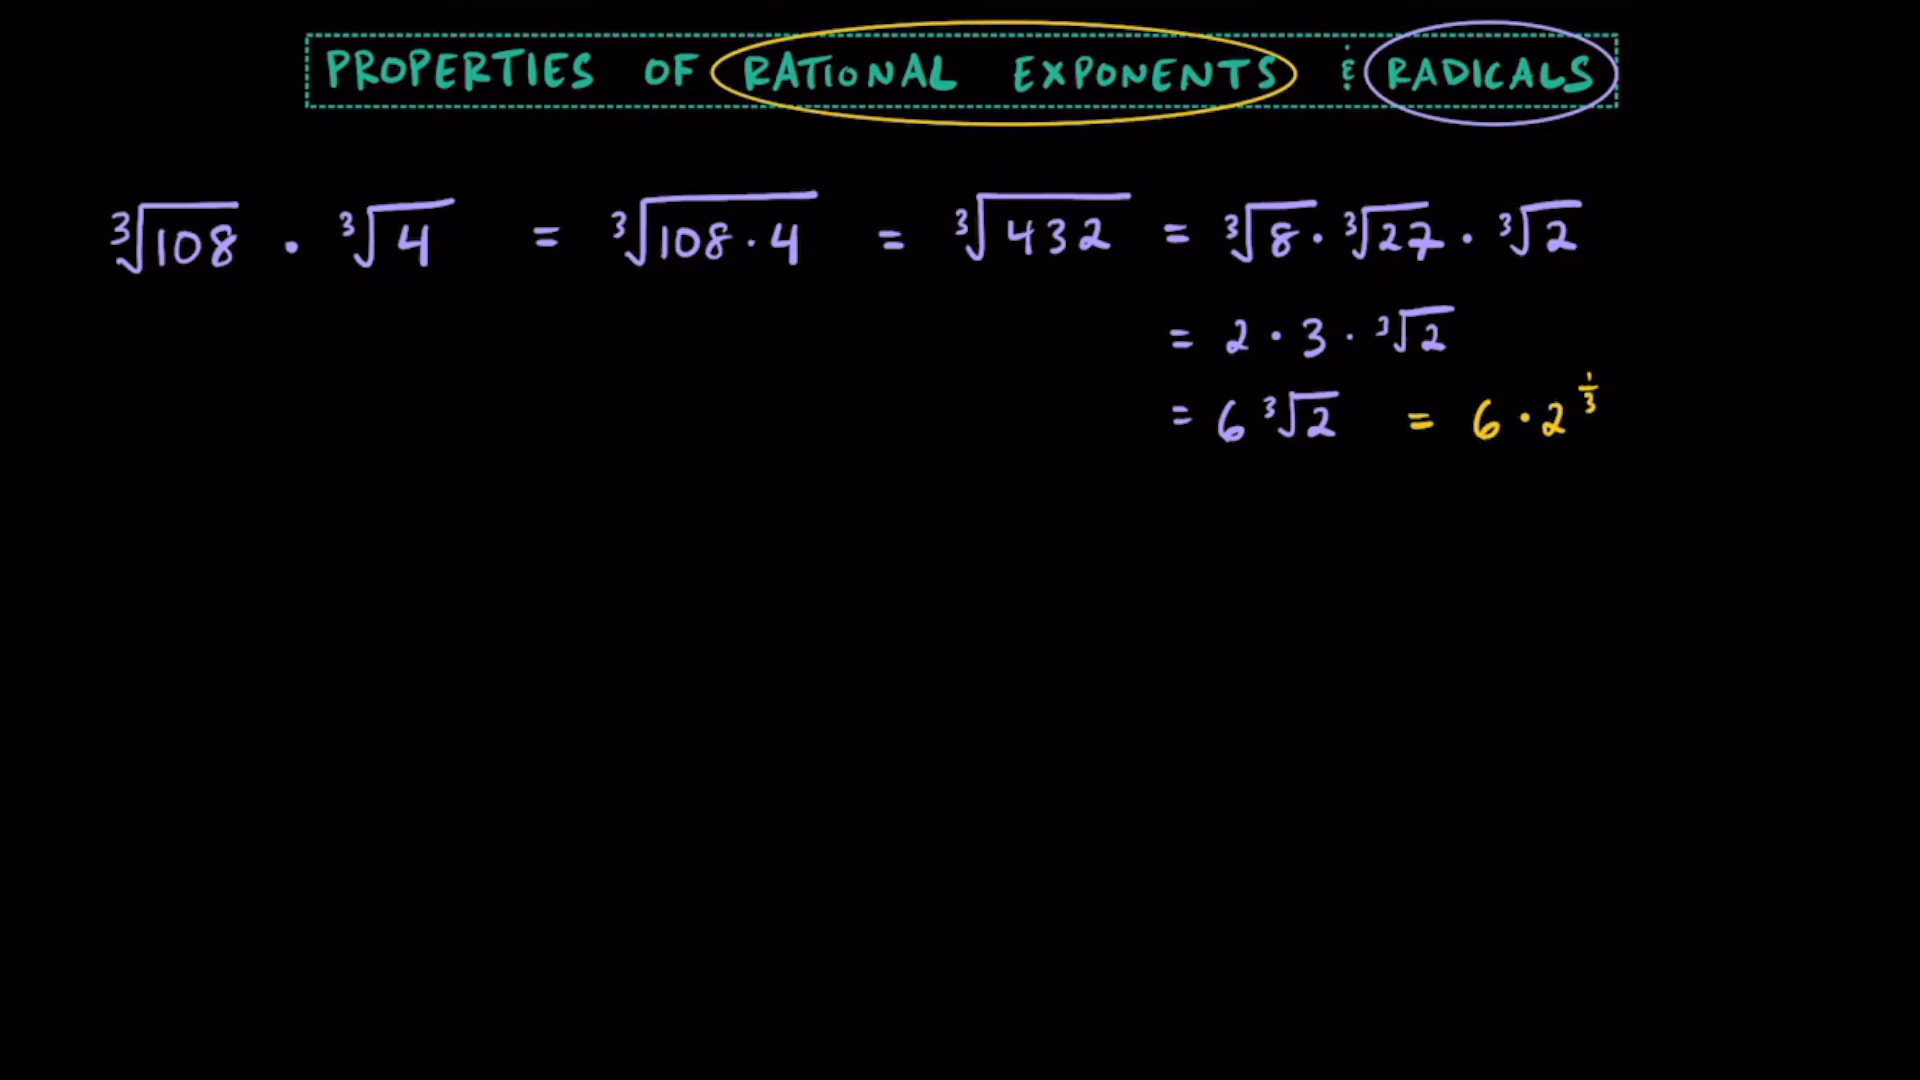 PROPERTIES OF RATIONAL EXPONENTS & RADICALS
∛108 · ∛4 = ∛108·4 = ∛432 = ∛8 · ∛27 · ∛2
= 2 · 3 · ∛2
= 6 ∛2 = 6 · 2^(1/3)